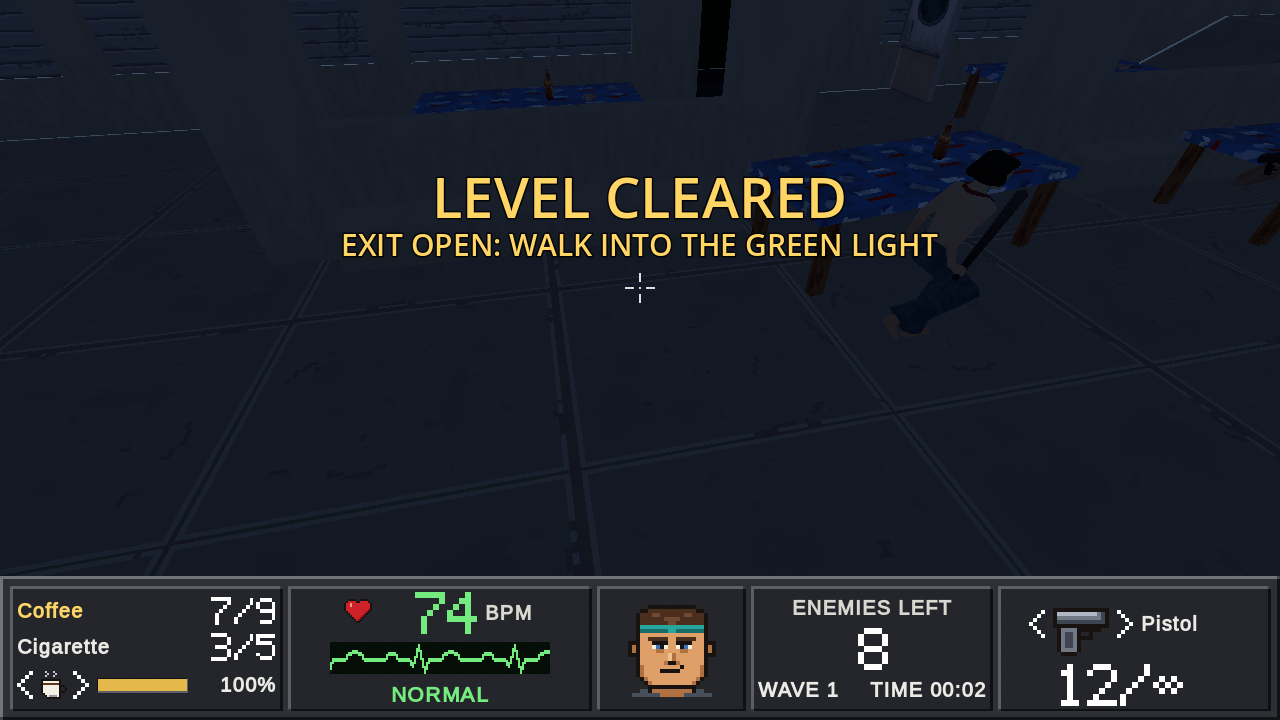 LEVEL CLEARED
EXIT OPEN: WALK INTO THE GREEN LIGHT
Coffee 7/9
Cigarette 3/5
100%
74 BPM
NORMAL
ENEMIES LEFT
8
WAVE 1 TIME 00:02
Pistol
12/∞